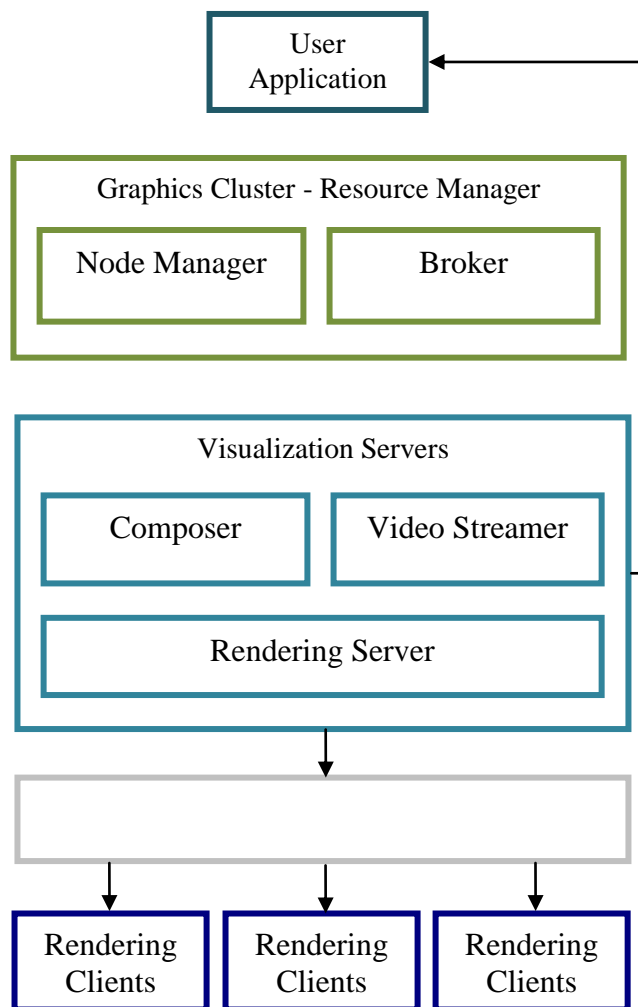 User
Application
Graphics Cluster - Resource Manager
Node Manager
Broker
Visualization Servers
Composer
Video Streamer
Rendering Server
Rendering
Clients
Rendering
Clients
Rendering
Clients